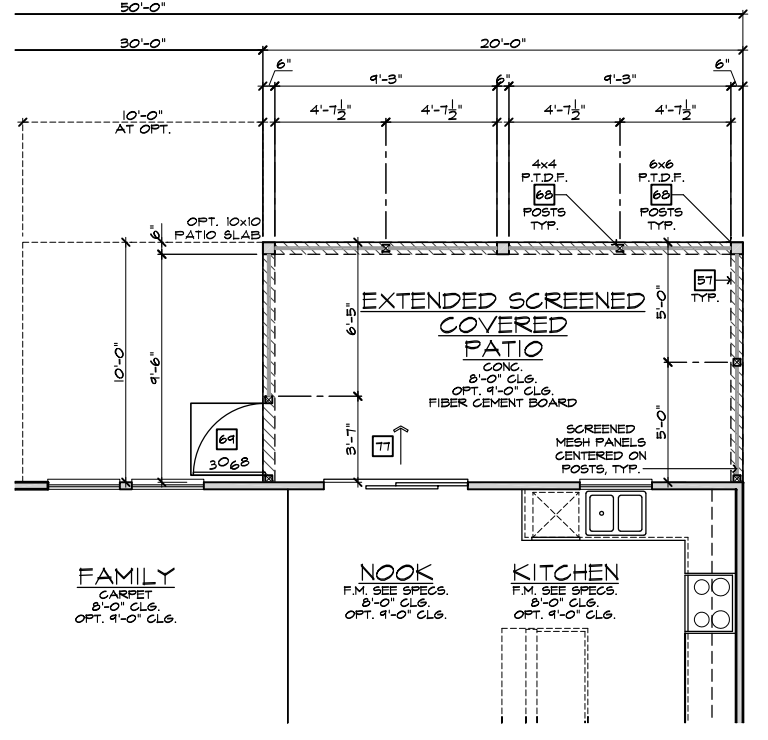 50'-0"
30'-0"
20'-0"
6"
6"
9'-3"
6"
9'-3"
4'-7½"
4'-7½"
4'-7½"
4'-7½"
10'-0"
AT OPT.
4x4
P.T.D.F.
68
POSTS
TYP.
6x6
P.T.D.F.
68
POSTS
TYP.
OPT. 10x10
PATIO SLAB
6"
10'-0"
9'-6"
6'-5"
3'-7"
5'-0"
5'-0"
57
TYP.
EXTENDED SCREENED
COVERED
PATIO
CONC.
8'-0" CLG.
OPT. 9'-0" CLG.
FIBER CEMENT BOARD
69
3068
77
SCREENED
MESH PANELS
CENTERED ON
POSTS, TYP.
FAMILY
CARPET
8'-0" CLG.
OPT. 9'-0" CLG.
NOOK
F.M. SEE SPECS.
8'-0" CLG.
OPT. 9'-0" CLG.
KITCHEN
F.M. SEE SPECS.
8'-0" CLG.
OPT. 9'-0" CLG.